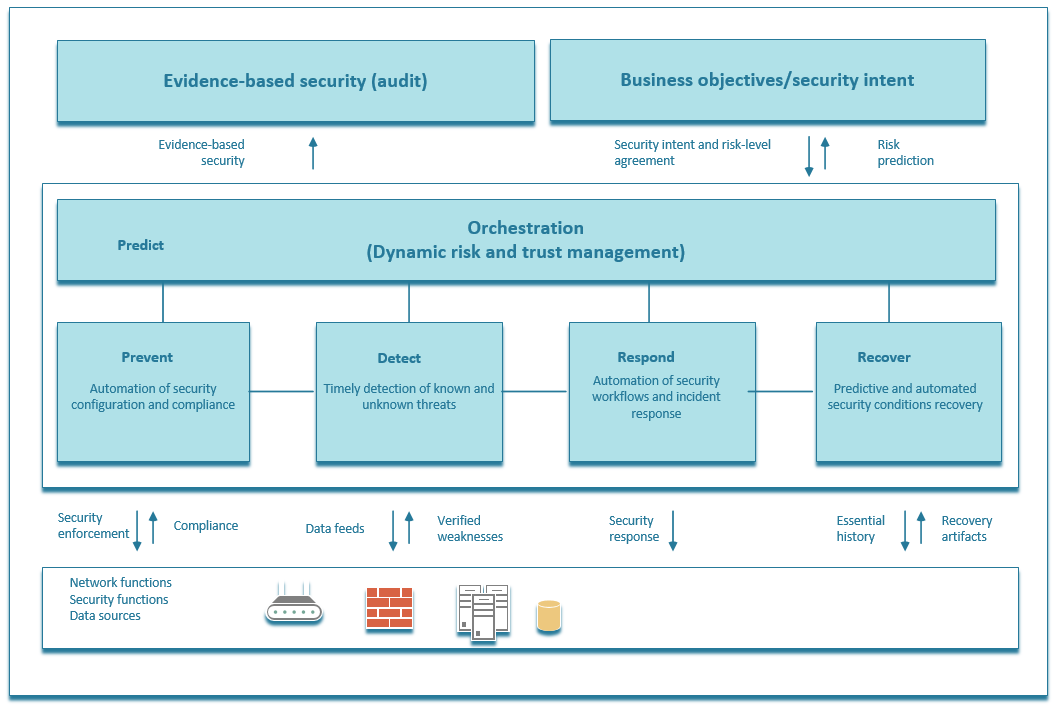 Evidence-based security (audit)
Business objectives/security intent
Evidence-based
security
Security intent and risk-level
agreement
Risk
prediction
Orchestration
(Dynamic risk and trust management)
Predict
Prevent
Automation of security
configuration and compliance
Detect
Timely detection of known and
unknown threats
Respond
Automation of security
workflows and incident
response
Recover
Predictive and automated
security conditions recovery
Security
enforcement
Compliance
Data feeds
Verified
weaknesses
Security
response
Essential
history
Recovery
artifacts
Network functions
Security functions
Data sources